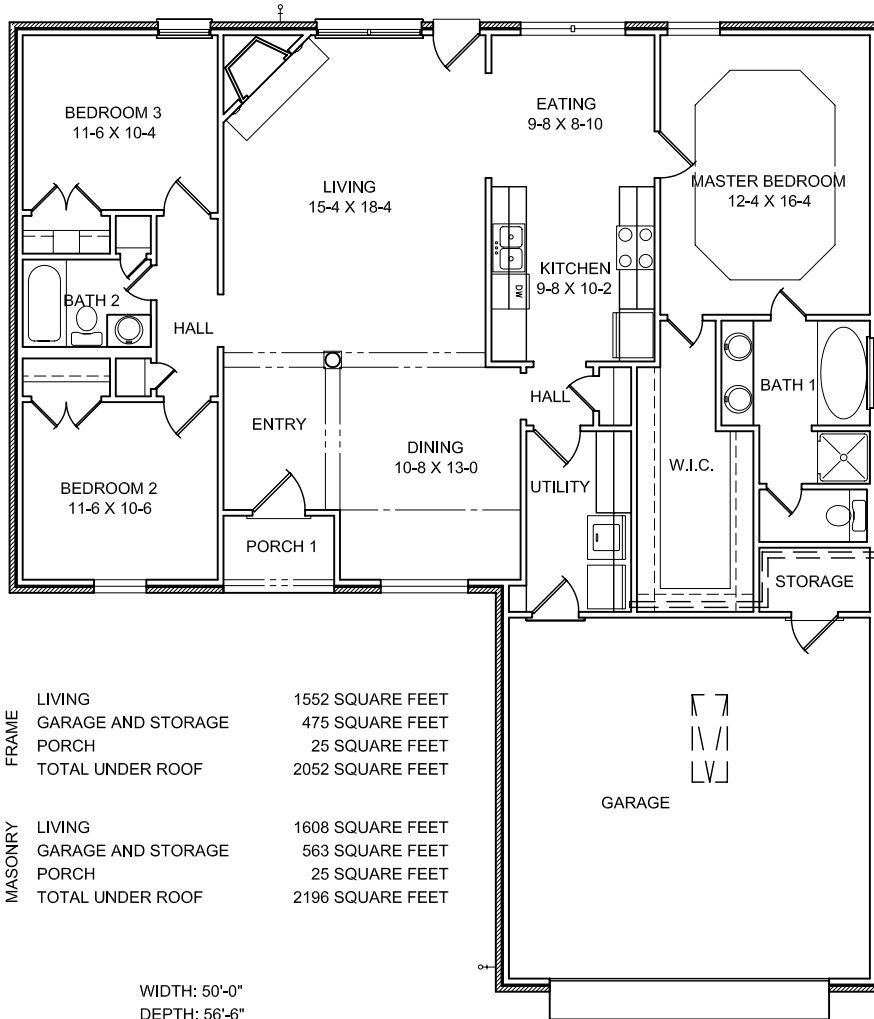 BEDROOM 3
11-6 X 10-4
EATING
9-8 X 8-10
LIVING
15-4 X 18-4
MASTER BEDROOM
12-4 X 16-4
KITCHEN
9-8 X 10-2
DW
BATH 2
HALL
HALL
BATH 1
ENTRY
DINING
10-8 X 13-0
W.I.C.
UTILITY
BEDROOM 2
11-6 X 10-6
PORCH 1
STORAGE
GARAGE
FRAME
LIVING 1552 SQUARE FEET
GARAGE AND STORAGE 475 SQUARE FEET
PORCH 25 SQUARE FEET
TOTAL UNDER ROOF 2052 SQUARE FEET
MASONRY
LIVING 1608 SQUARE FEET
GARAGE AND STORAGE 563 SQUARE FEET
PORCH 25 SQUARE FEET
TOTAL UNDER ROOF 2196 SQUARE FEET
WIDTH: 50'-0"
DEPTH: 56'-6"